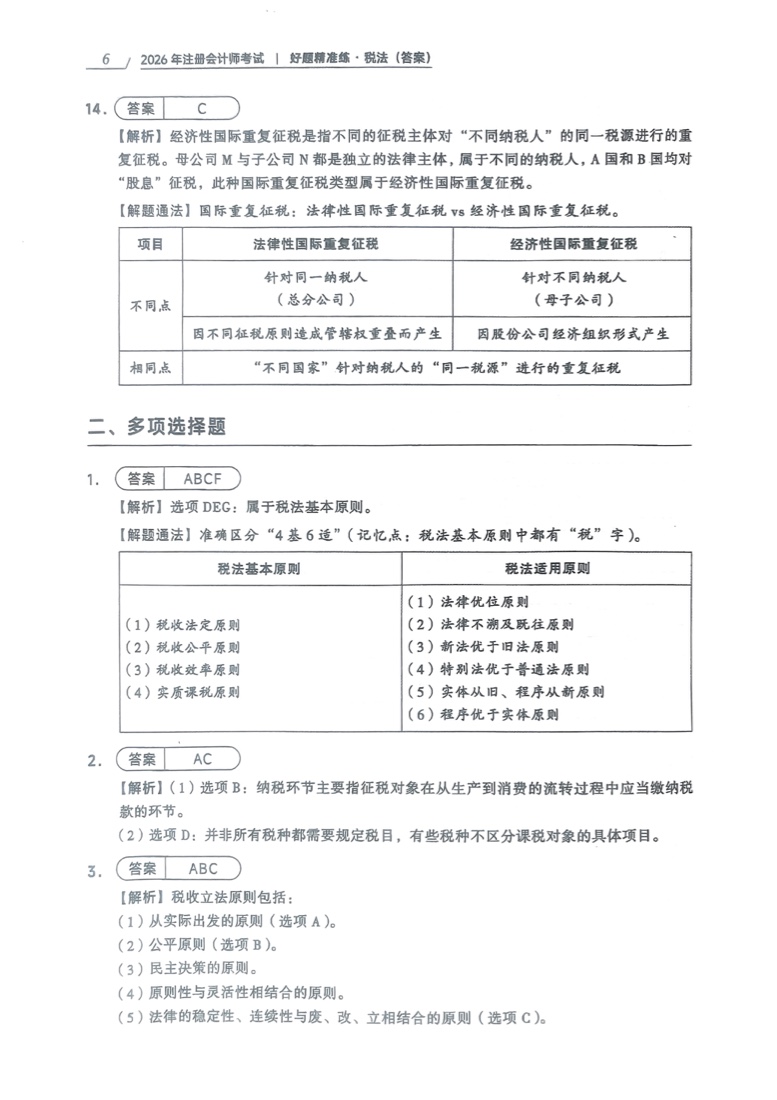 6 / 2026年注册会计师考试 | 好题精准练·税法（答案）
14. 答案 C
【解析】经济性国际重复征税是指不同的征税主体对“不同纳税人”的同一税源进行的重
复征税。母公司 M 与子公司 N 都是独立的法律主体，属于不同的纳税人，A 国和 B 国均对
“股息”征税，此种国际重复征税类型属于经济性国际重复征税。
【解题通法】国际重复征税：法律性国际重复征税 vs 经济性国际重复征税。
项目 法律性国际重复征税 经济性国际重复征税
不同点
针对同一纳税人 针对不同纳税人
（总分公司） （母子公司）
因不同征税原则造成管辖权重叠而产生 因股份公司经济组织形式产生
相同点 “不同国家”针对纳税人的“同一税源”进行的重复征税
二、多项选择题
1. 答案 ABCF
【解析】选项 DEG：属于税法基本原则。
【解题通法】准确区分“4 基 6 适”（记忆点：税法基本原则中都有“税”字）。
税法基本原则 税法适用原则
（1）税收法定原则
（2）税收公平原则
（3）税收效率原则
（4）实质课税原则
（1）法律优位原则
（2）法律不溯及既往原则
（3）新法优于旧法原则
（4）特别法优于普通法原则
（5）实体从旧、程序从新原则
（6）程序优于实体原则
2. 答案 AC
【解析】（1）选项 B：纳税环节主要指征税对象在从生产到消费的流转过程中应当缴纳税
款的环节。
（2）选项 D：并非所有税种都需要规定税目，有些税种不区分课税对象的具体项目。
3. 答案 ABC
【解析】税收立法原则包括：
（1）从实际出发的原则（选项 A）。
（2）公平原则（选项 B）。
（3）民主决策的原则。
（4）原则性与灵活性相结合的原则。
（5）法律的稳定性、连续性与废、改、立相结合的原则（选项 C）。